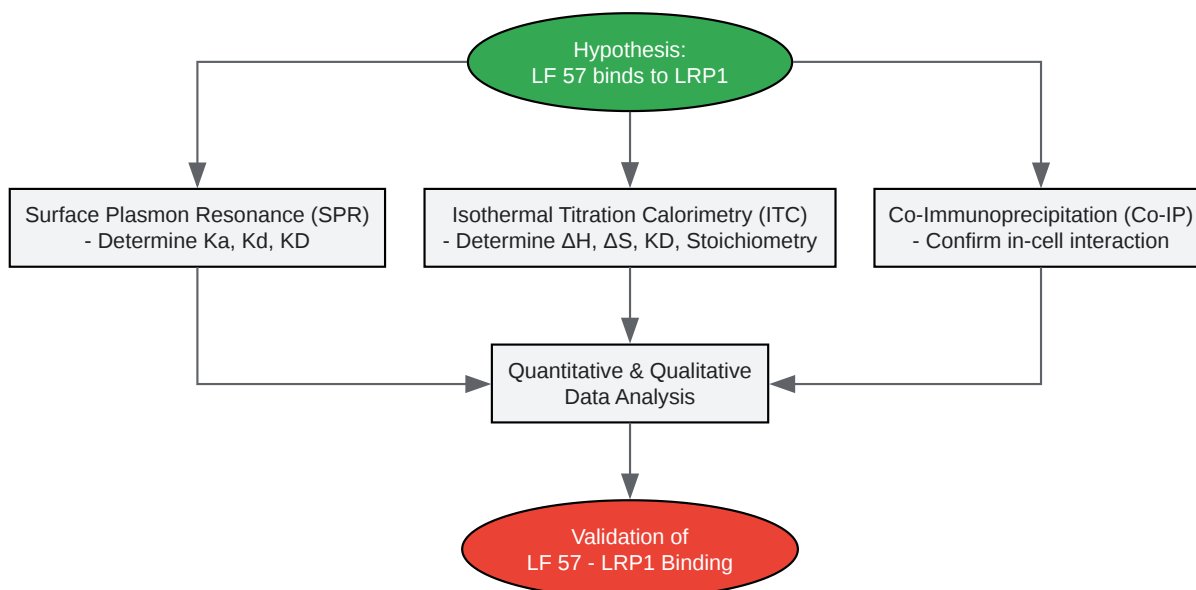 Hypothesis:
LF 57 binds to LRP1
Surface Plasmon Resonance (SPR)
- Determine Ka, Kd, KD
Isothermal Titration Calorimetry (ITC)
- Determine ΔH, ΔS, KD, Stoichiometry
Co-Immunoprecipitation (Co-IP)
- Confirm in-cell interaction
Quantitative & Qualitative
Data Analysis
Validation of
LF 57 - LRP1 Binding